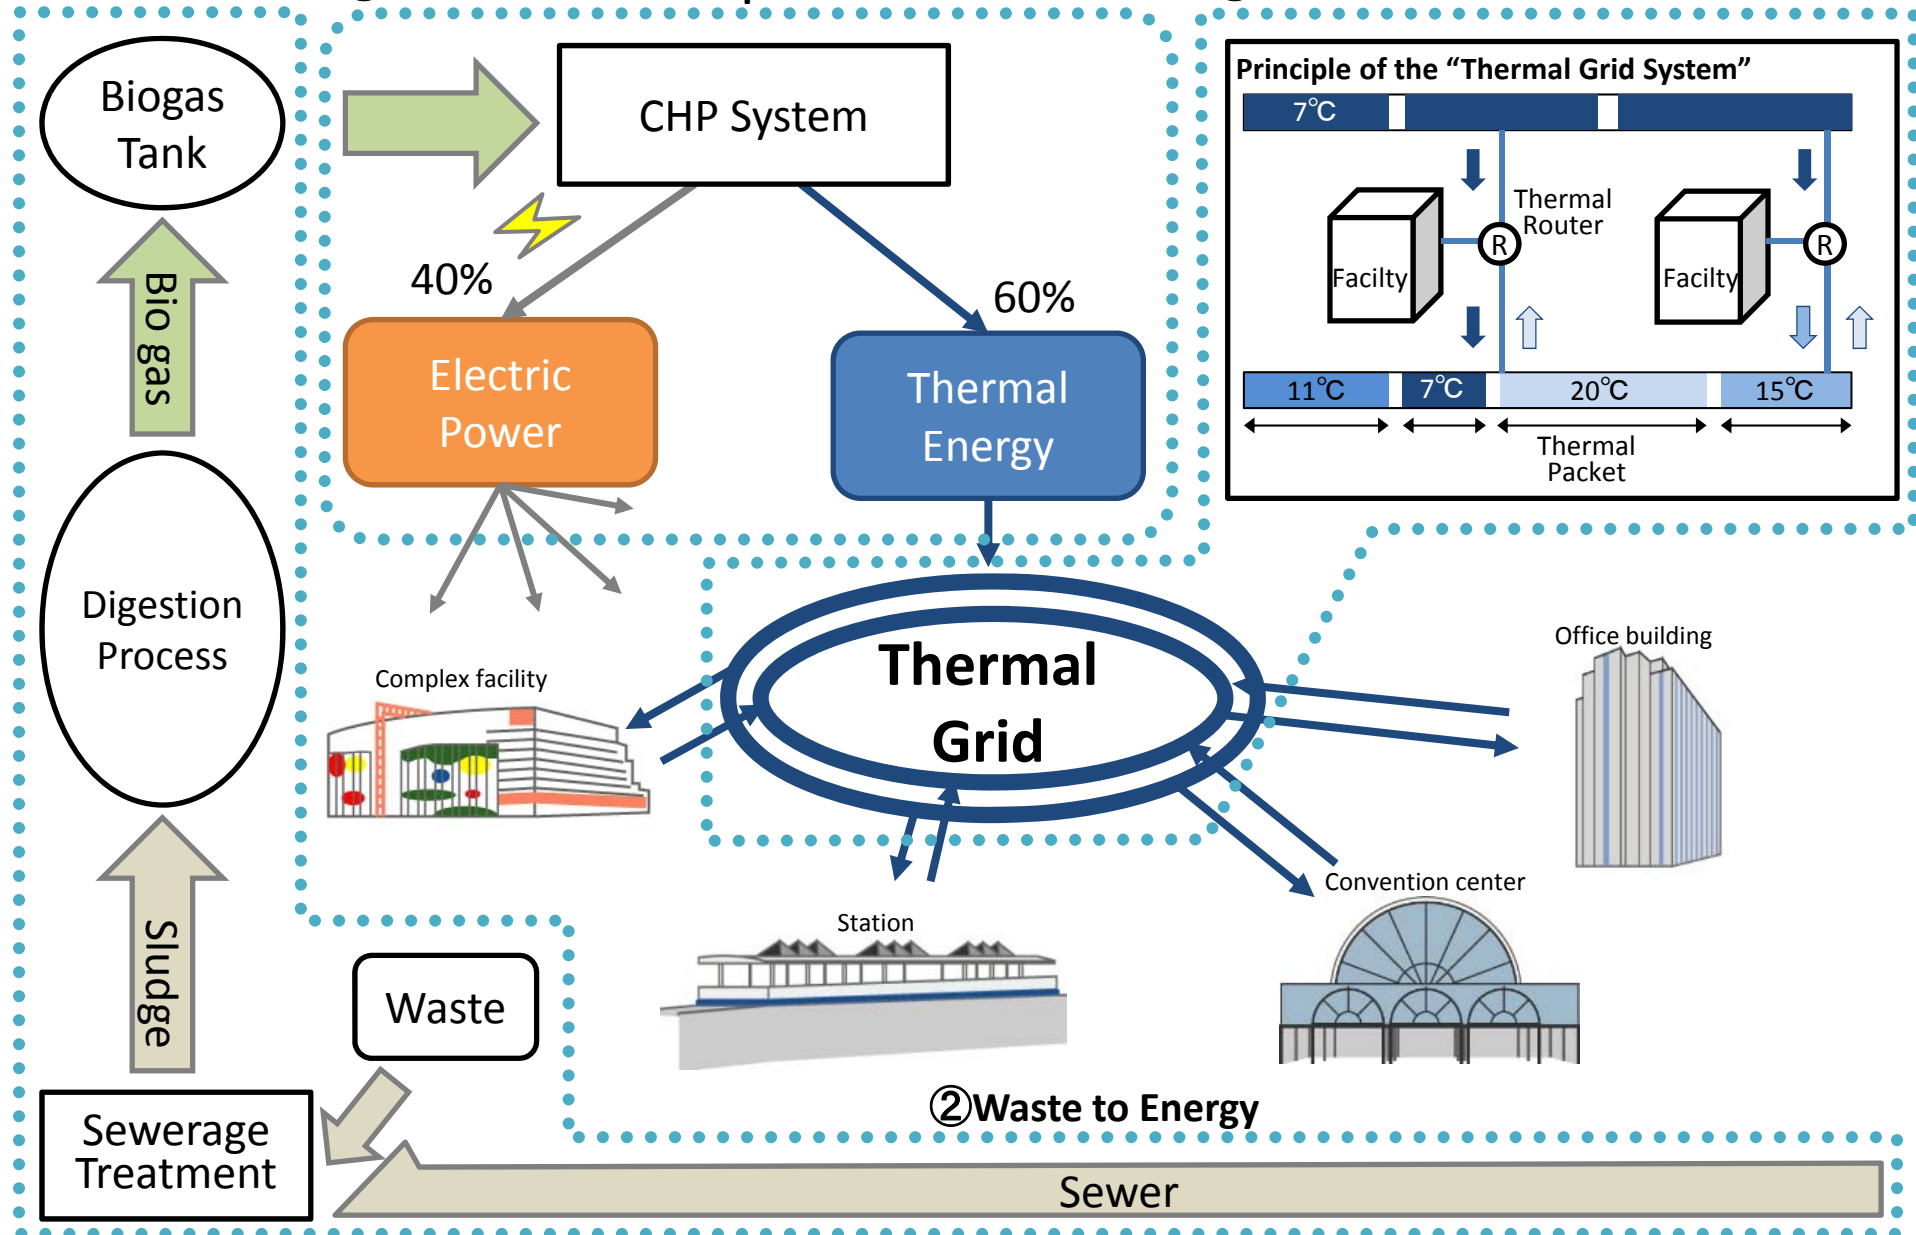 Biogas
Tank
CHP System
Principle of the “Thermal Grid System”
7℃
Thermal
Router
R
R
Facilty
Facilty
11℃
7℃
20℃
15℃
Thermal
Packet
40%
60%
Bio gas
Electric
Power
Thermal
Energy
Digestion
Process
Thermal
Grid
Complex facility
Office building
Convention center
Station
Sludge
Waste
②Waste to Energy
Sewerage
Treatment
Sewer